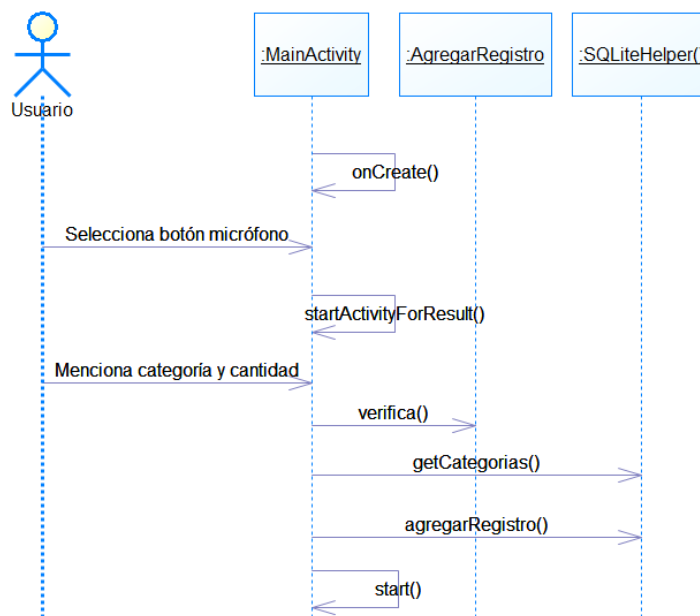 Usuario
:MainActivity
:AgregarRegistro
:SQLiteHelper()
onCreate()
Selecciona botón micrófono
startActivityForResult()
Menciona categoría y cantidad
verifica()
getCategorias()
agregarRegistro()
start()